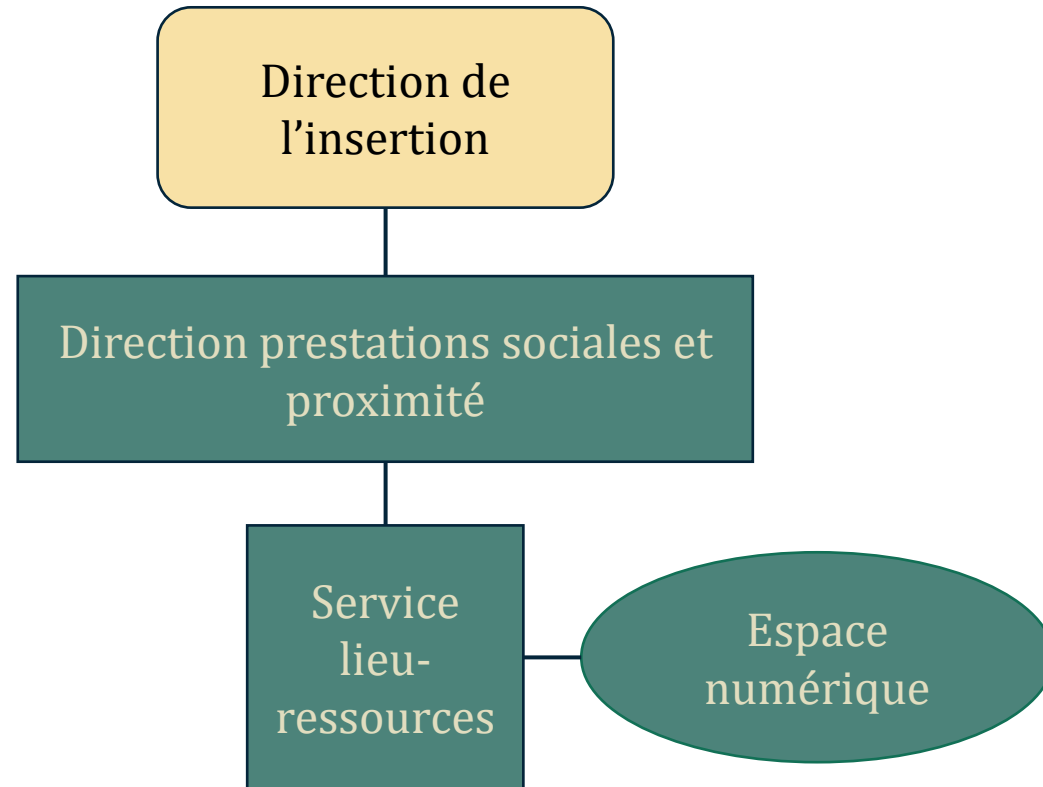 Direction de
l’insertion
Direction prestations sociales et
proximité
Service
lieu-
ressources
Espace
numérique